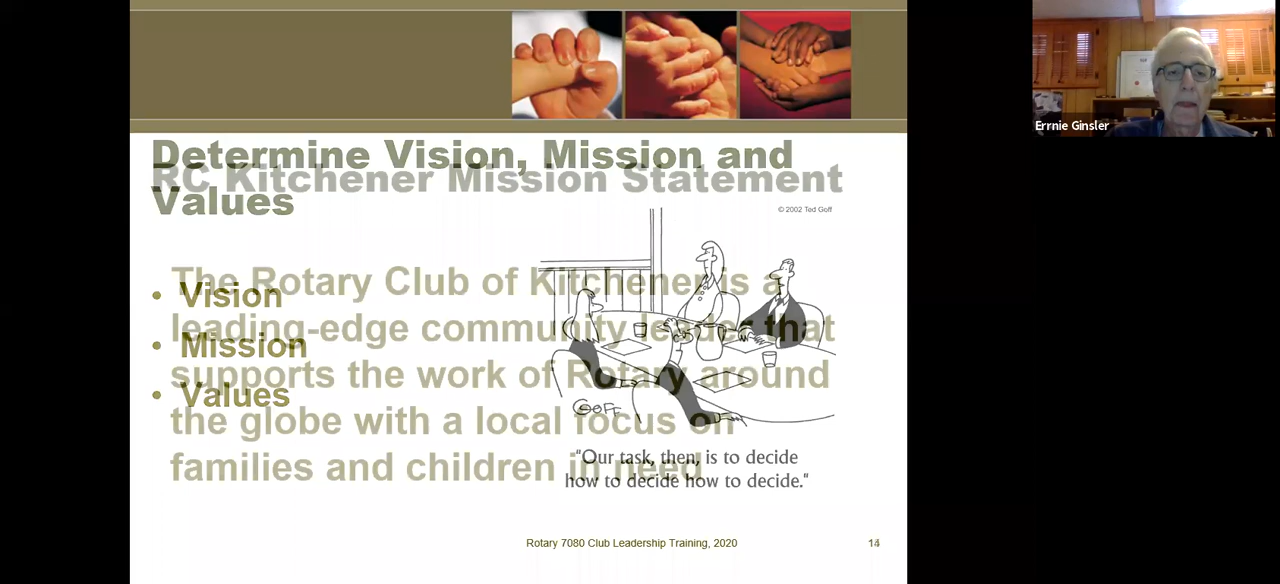 Determine Vision, Mission and
Values
RC Kitchener Mission Statement
© 2002 Ted Goff
• Vision
• Mission
• Values
The Rotary Club of Kitchener is a
leading-edge community leader that
supports the work of Rotary around
the globe with a local focus on
families and children in need
GOFF
"Our task, then, is to decide
how to decide how to decide."
Rotary 7080 Club Leadership Training, 2020
Errnie Ginsler